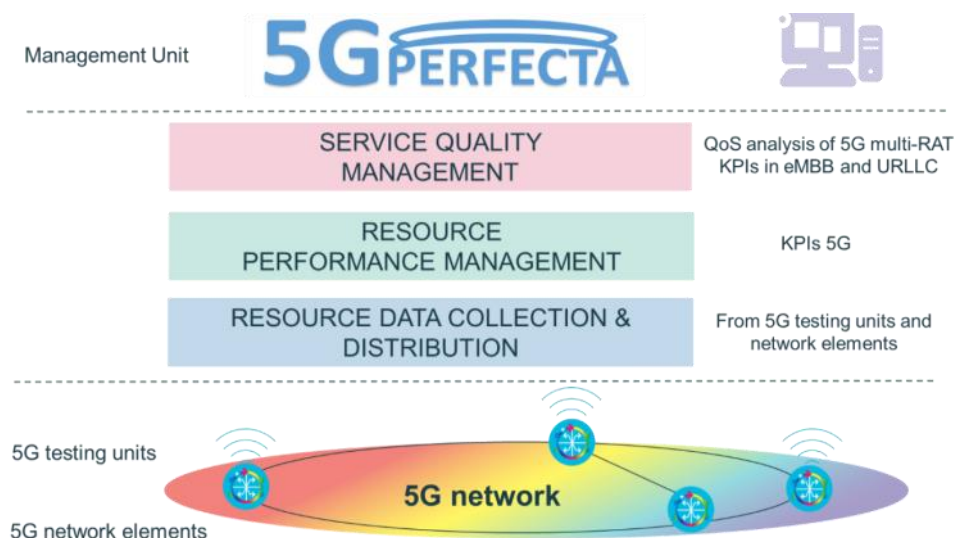 Management Unit
5G PERFECTA
SERVICE QUALITY
MANAGEMENT
QoS analysis of 5G multi-RAT
KPIs in eMBB and URLLC
RESOURCE
PERFORMANCE MANAGEMENT
KPIs 5G
RESOURCE DATA COLLECTION &
DISTRIBUTION
From 5G testing units and
network elements
5G testing units
5G network
5G network elements